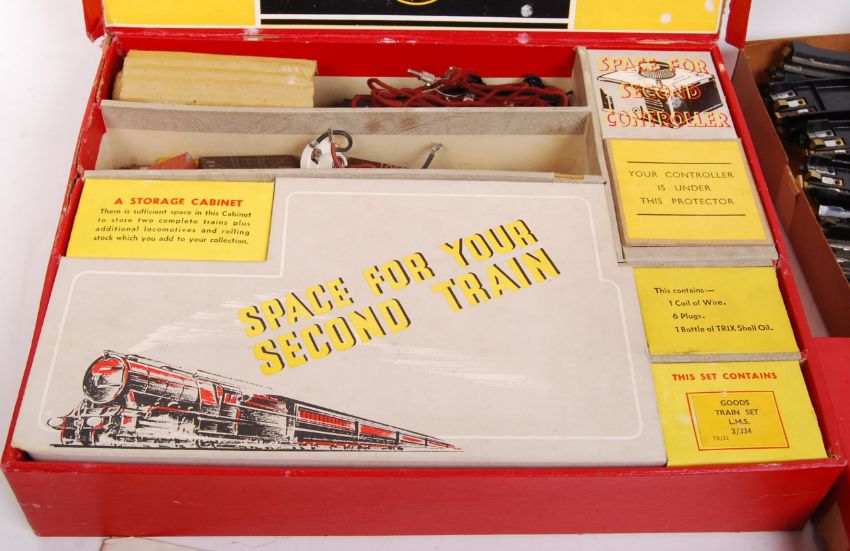 SPACE FOR
SECOND
CONTROLLER
YOUR CONTROLLER
IS UNDER
THIS PROTECTOR
A STORAGE CABINET
There is sufficient space in this Cabinet
to store two complete trains plus
additional locomotives and rolling
stock which you add to your collection.
SPACE FOR YOUR
SECOND TRAIN
This contains:—
1 Coil of Wire.
6 Plugs.
1 Bottle of TRIX Shell Oil.
THIS SET CONTAINS
GOODS
TRAIN SET
L.M.S.
2/324
TR/32